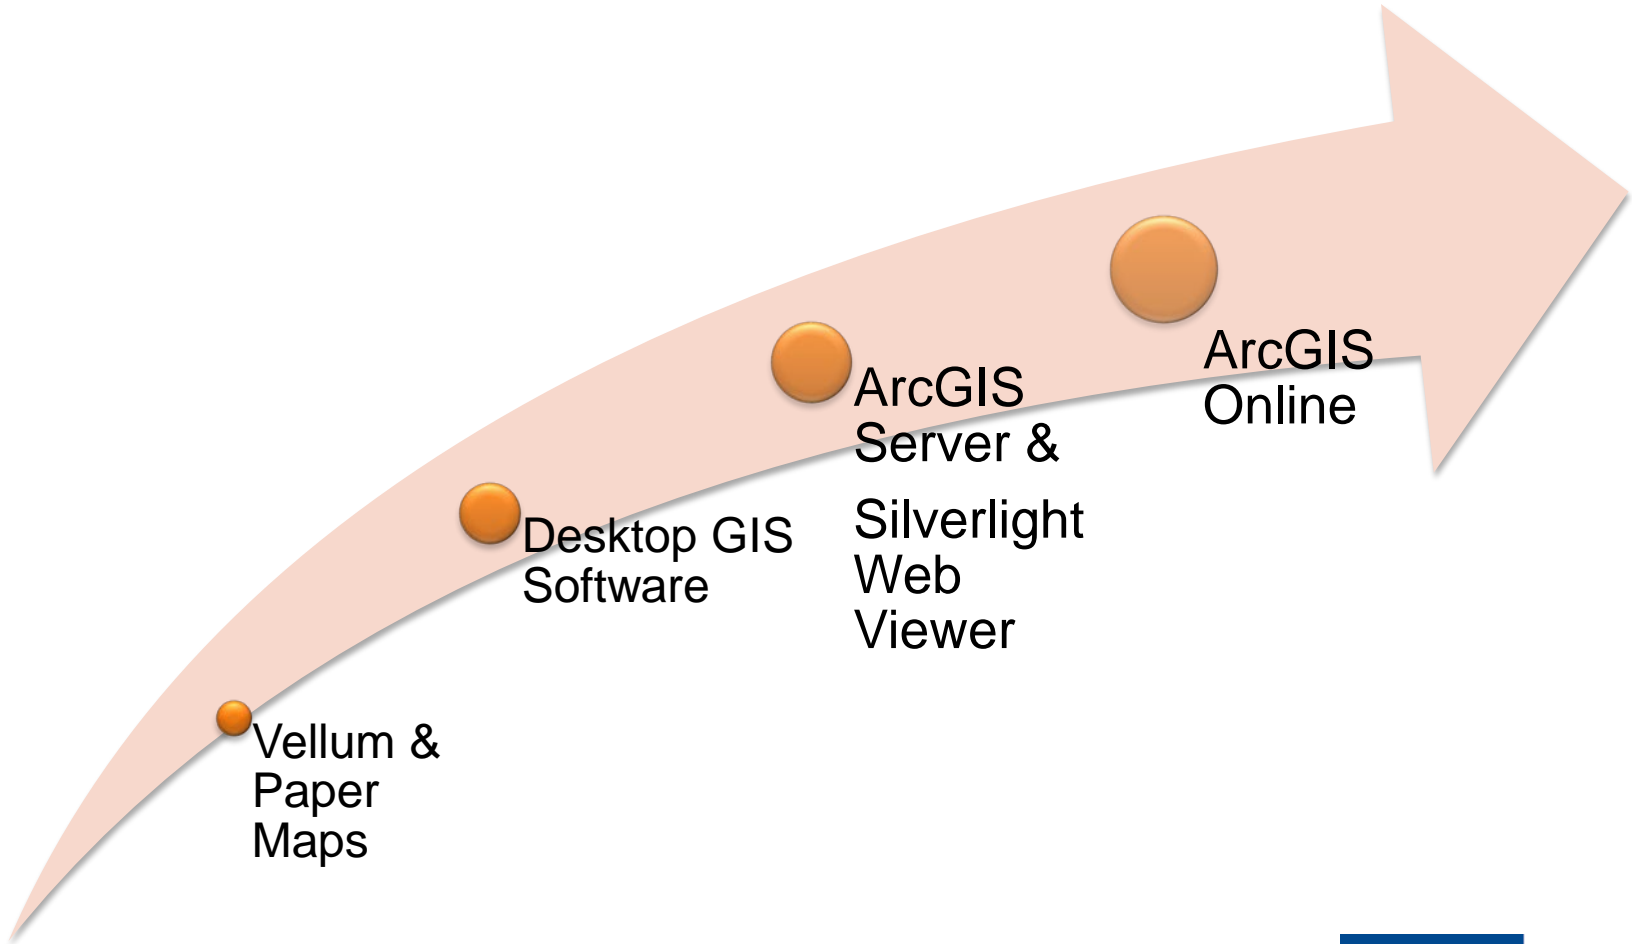 Vellum &
Paper
Maps
Desktop GIS
Software
ArcGIS
Server &
Silverlight
Web
Viewer
ArcGIS
Online